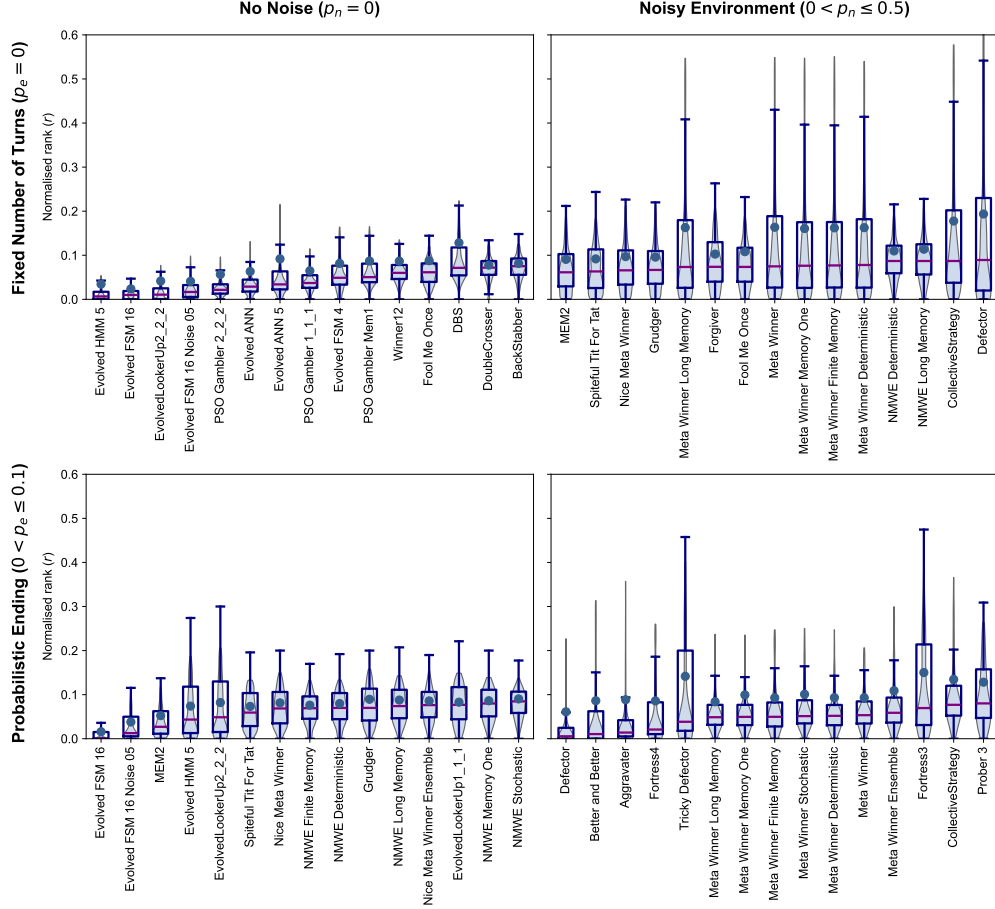 No Noise (pₙ = 0)
Noisy Environment (0 < pₙ ≤ 0.5)
Fixed Number of Turns (pₑ = 0)
Normalised rank (r)
0.6
0.5
0.4
0.3
0.2
0.1
0.0
Evolved HMM 5
Evolved FSM 16
EvolvedLookerUp2_2_2
Evolved FSM 16 Noise 05
PSO Gambler 2_2_2
Evolved ANN
Evolved ANN 5
PSO Gambler 1_1_1
Evolved FSM 4
PSO Gambler Mem1
Winner12
Fool Me Once
DBS
DoubleCrosser
BackStabber
MEM2
Spiteful Tit For Tat
Nice Meta Winner
Grudger
Meta Winner Long Memory
Forgiver
Fool Me Once
Meta Winner
Meta Winner Memory One
Meta Winner Finite Memory
Meta Winner Deterministic
NMWE Deterministic
NMWE Long Memory
CollectiveStrategy
Defector
Probabilistic Ending (0 < pₑ ≤ 0.1)
Normalised rank (r)
0.6
0.5
0.4
0.3
0.2
0.1
0.0
Evolved FSM 16
Evolved FSM 16 Noise 05
MEM2
Evolved HMM 5
EvolvedLookerUp2_2_2
Spiteful Tit For Tat
Nice Meta Winner
NMWE Finite Memory
NMWE Deterministic
Grudger
NMWE Long Memory
Nice Meta Winner Ensemble
EvolvedLookerUp1_1_1
NMWE Memory One
NMWE Stochastic
Defector
Better and Better
Aggravater
Fortress4
Tricky Defector
Meta Winner Long Memory
Meta Winner Memory One
Meta Winner Finite Memory
Meta Winner Stochastic
Meta Winner Deterministic
Meta Winner
Meta Winner Ensemble
Fortress3
CollectiveStrategy
Prober 3